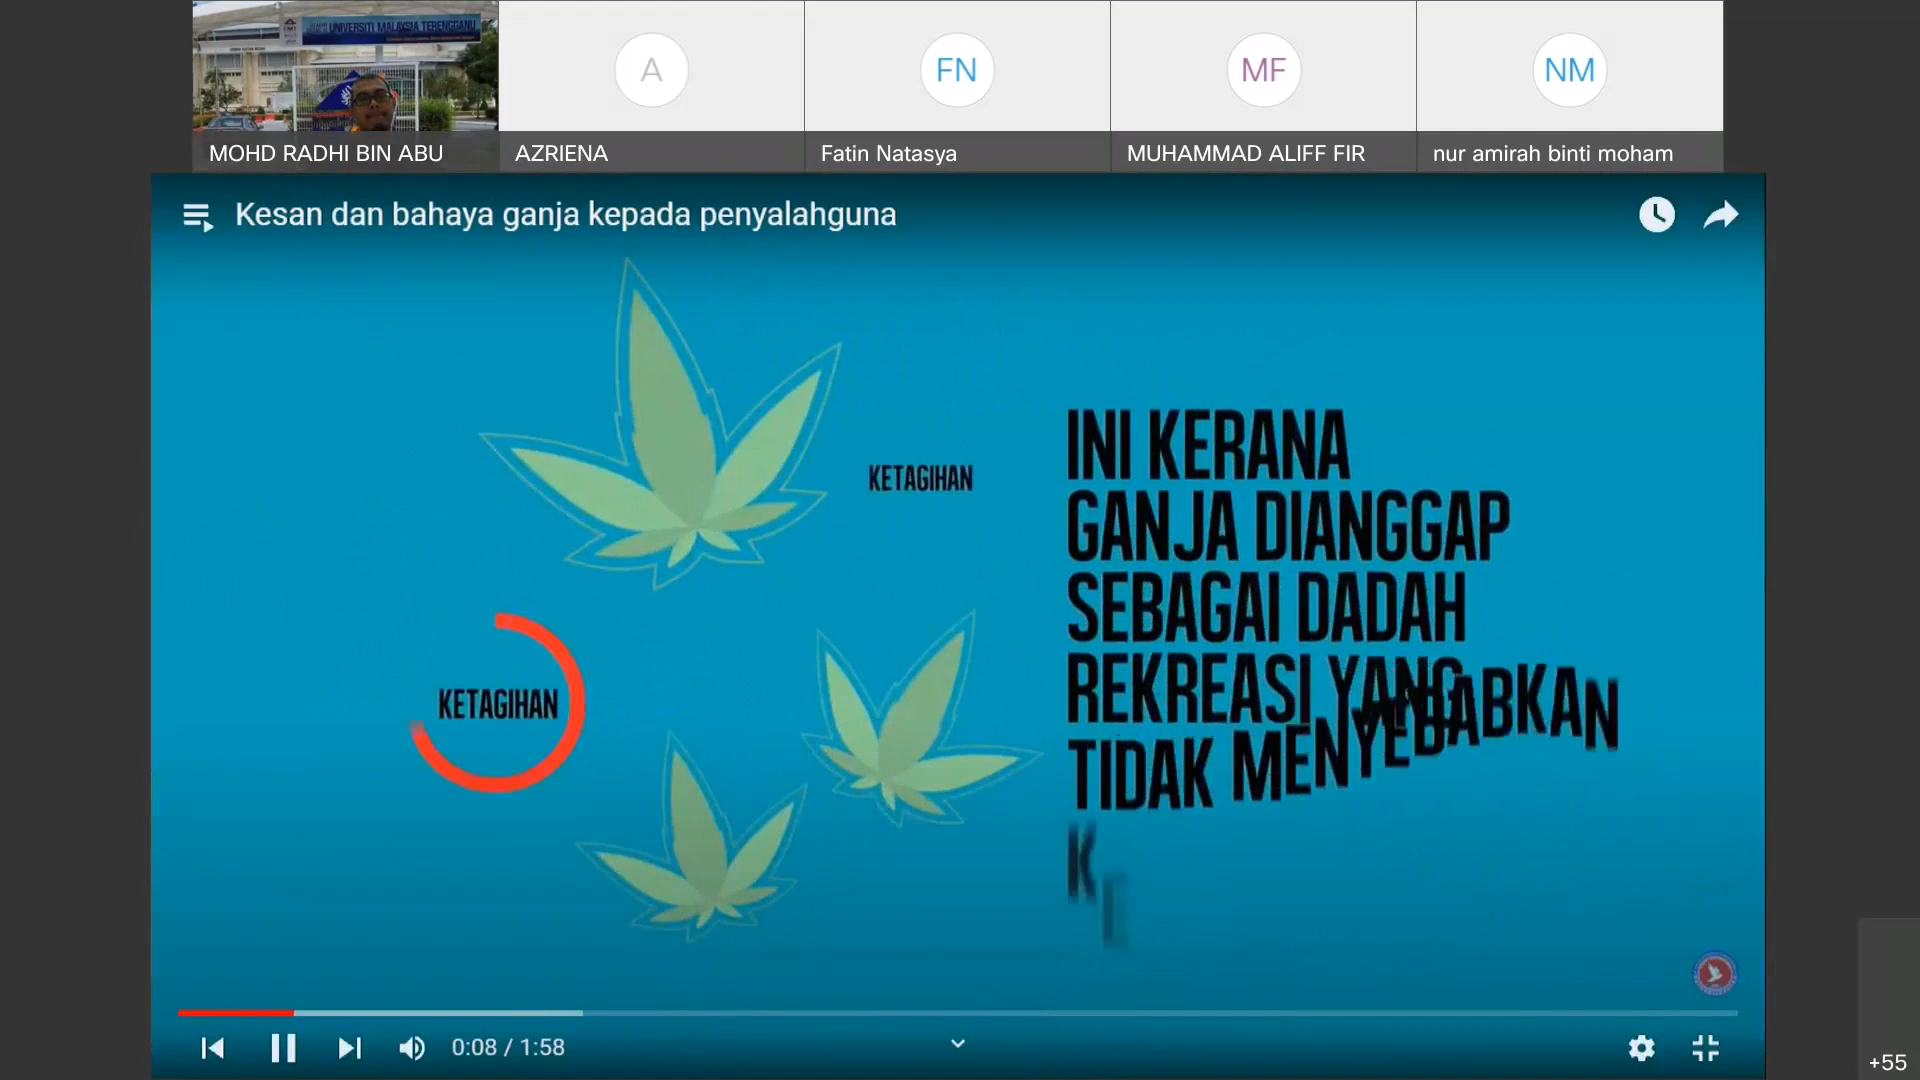 UNIVERSITI MALAYSIA TERENGGANU
A
FN
MF
NM
MOHD RADHI BIN ABU
AZRIENA
Fatin Natasya
MUHAMMAD ALIFF FIR
nur amirah binti moham
Kesan dan bahaya ganja kepada penyalahguna
KETAGIHAN
KETAGIHAN
INI KERANA
GANJA DIANGGAP
SEBAGAI DADAH
REKREASI YANG
TIDAK MENYEBABKAN
K
0:08 / 1:58
+55